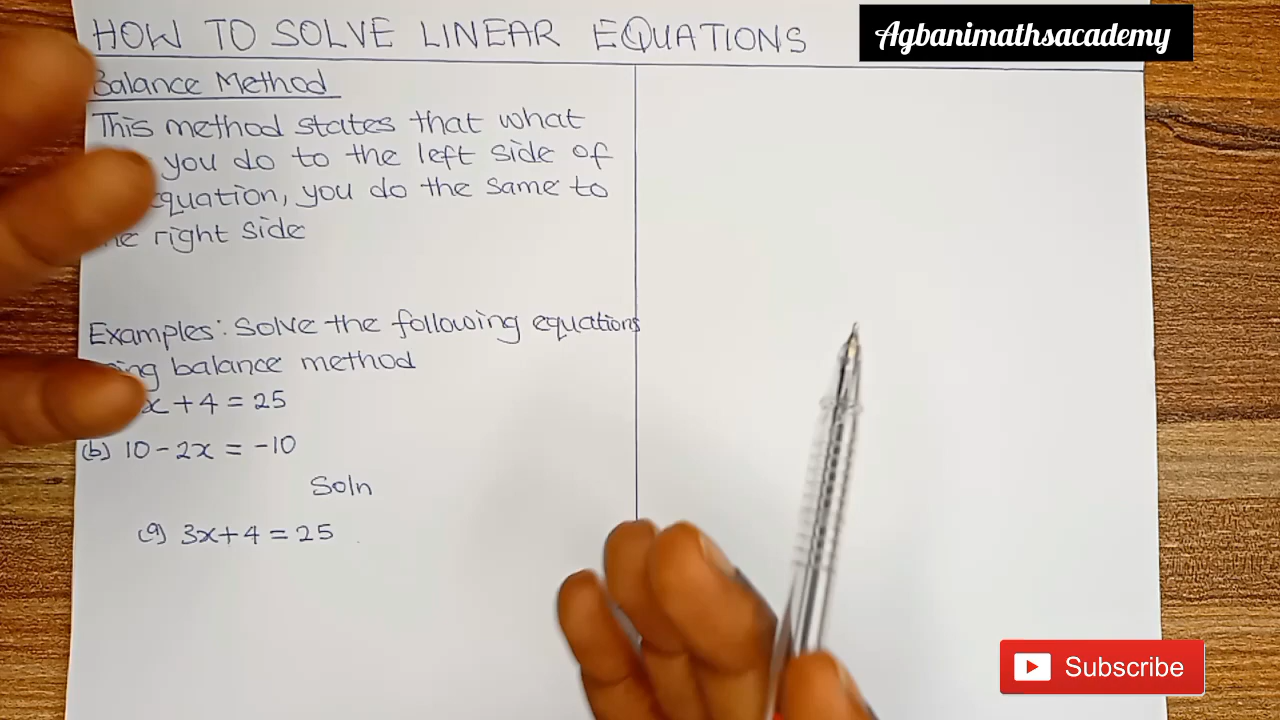 HOW TO SOLVE LINEAR EQUATIONS
Agbanimathsacademy
Balance Method
This method states that what
you do to the left side of
equation, you do the same to
right side
Examples: Solve the following equations
balance method
x + 4 = 25
(b) 10 - 2x = -10
Soln
(a) 3x + 4 = 25
Subscribe